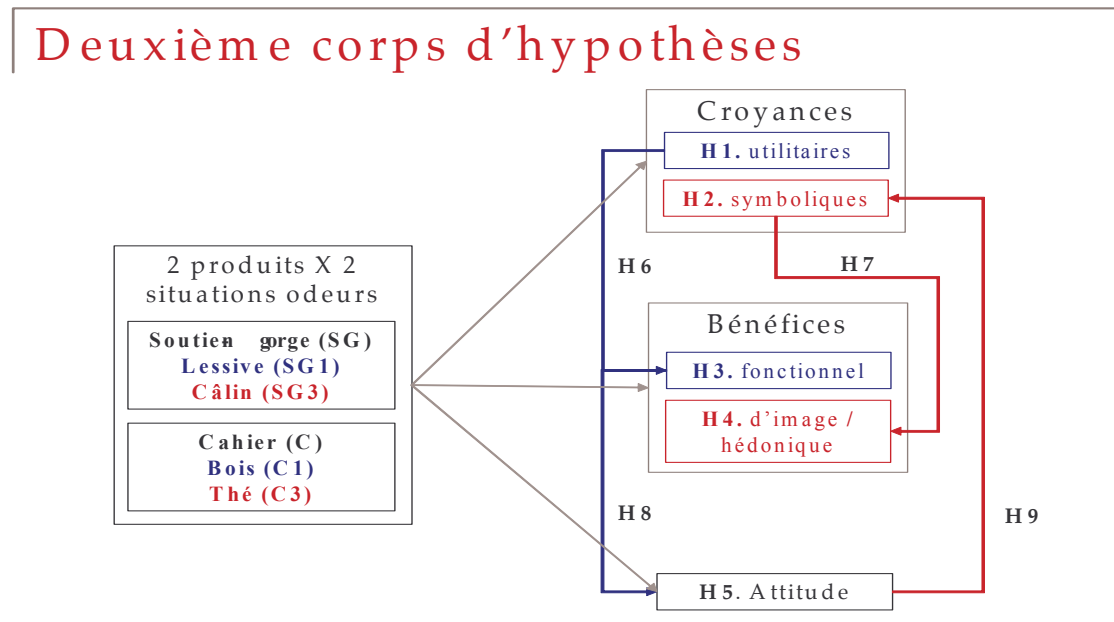 Deuxième corps d'hypothèses
Croyances
H1. utilitaires
H2. symboliques
2 produits X 2
situations odeurs
Soutien gorge (SG)
Lessive (SG1)
Câlin (SG3)
Cahier (C)
Bois (C1)
Thé (C3)
H6
H7
Bénéfices
H3. fonctionnel
H4. d'image /
hédonique
H8
H9
H5. Attitude